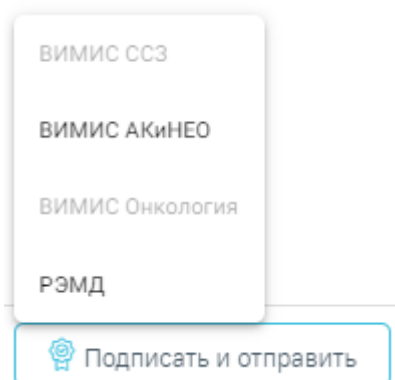 ВИМИС ССЗ
ВИМИС АКиНЕО
ВИМИС Онкология
РЭМД
Подписать и отправить